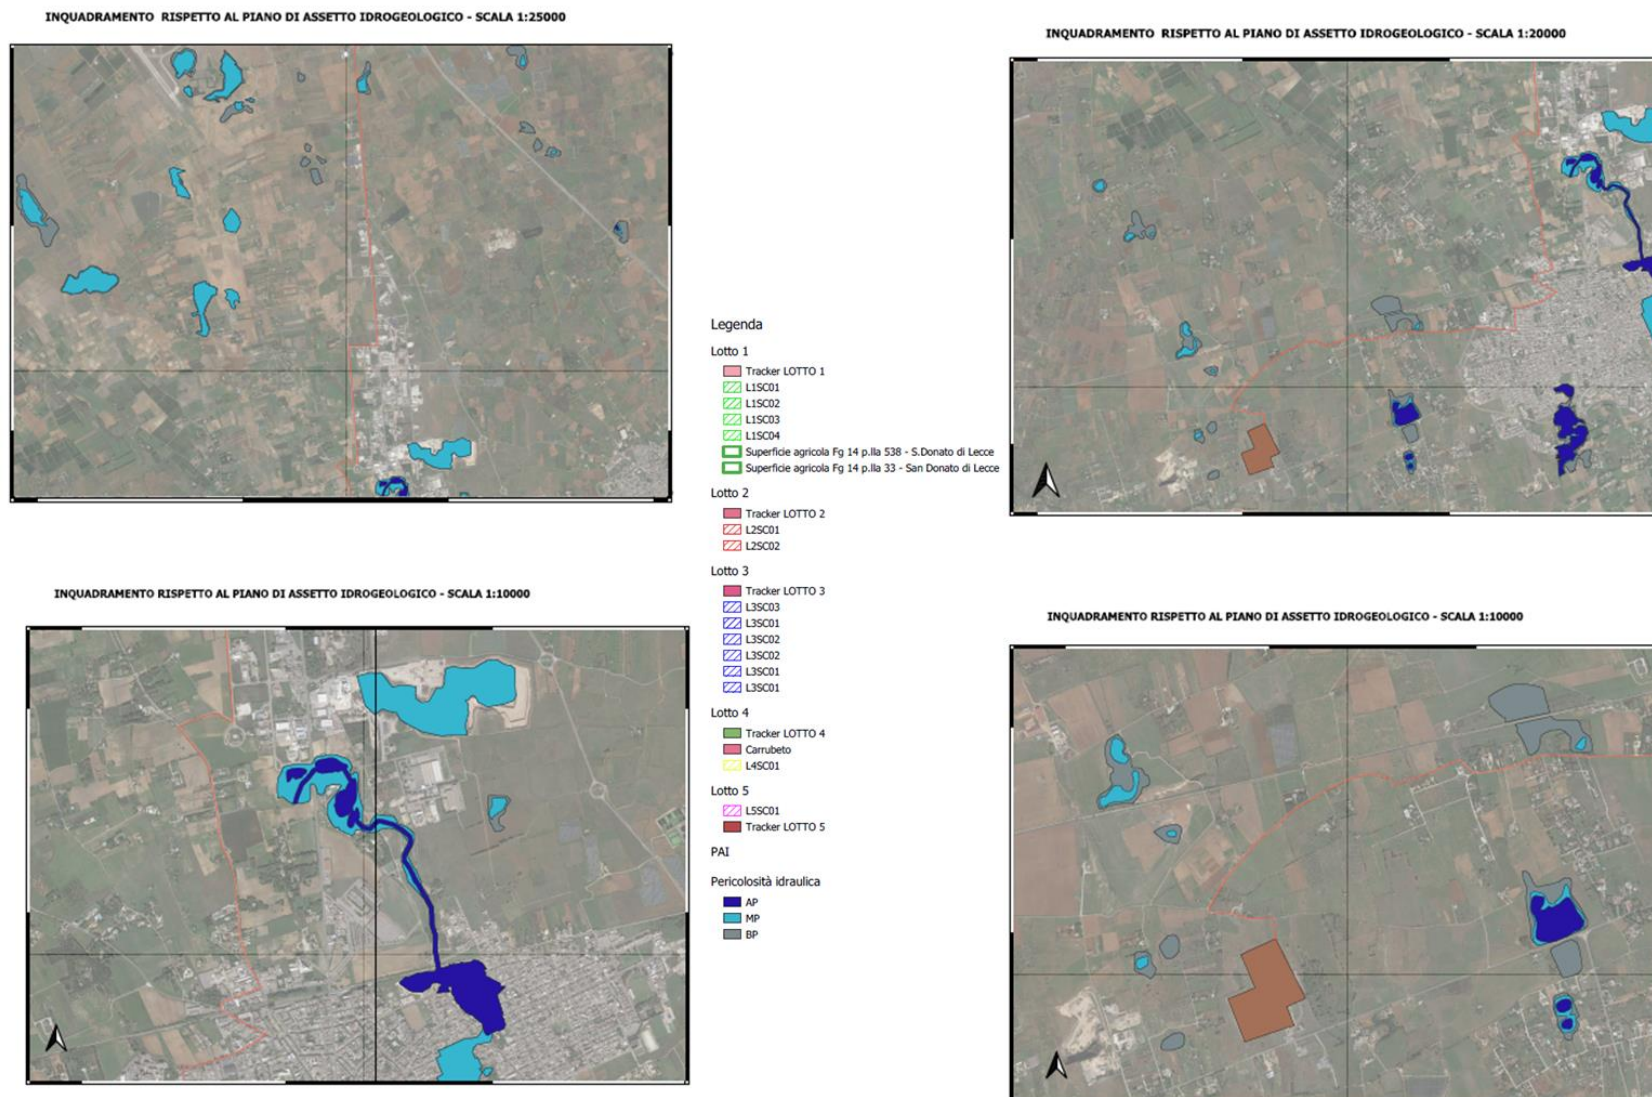 INQUADRAMENTO RISPETTO AL PIANO DI ASSETTO IDROGEOLOGICO - SCALA 1:25000
INQUADRAMENTO RISPETTO AL PIANO DI ASSETTO IDROGEOLOGICO - SCALA 1:20000
Legenda
Lotto 1
Tracker LOTTO 1
L1SC01
L1SC02
L1SC03
L1SC04
Superficie agricola Fg 14 p.lla 538 - S.Donato di Lecce
Superficie agricola Fg 14 p.lla 33 - San Donato di Lecce
Lotto 2
Tracker LOTTO 2
L2SC01
L2SC02
Lotto 3
Tracker LOTTO 3
L3SC03
L3SC01
L3SC02
L3SC02
L3SC01
L3SC01
Lotto 4
Tracker LOTTO 4
Carrubeto
L4SC01
Lotto 5
L5SC01
Tracker LOTTO 5
PAI
Pericolosità idraulica
AP
MP
BP
INQUADRAMENTO RISPETTO AL PIANO DI ASSETTO IDROGEOLOGICO - SCALA 1:10000
INQUADRAMENTO RISPETTO AL PIANO DI ASSETTO IDROGEOLOGICO - SCALA 1:10000